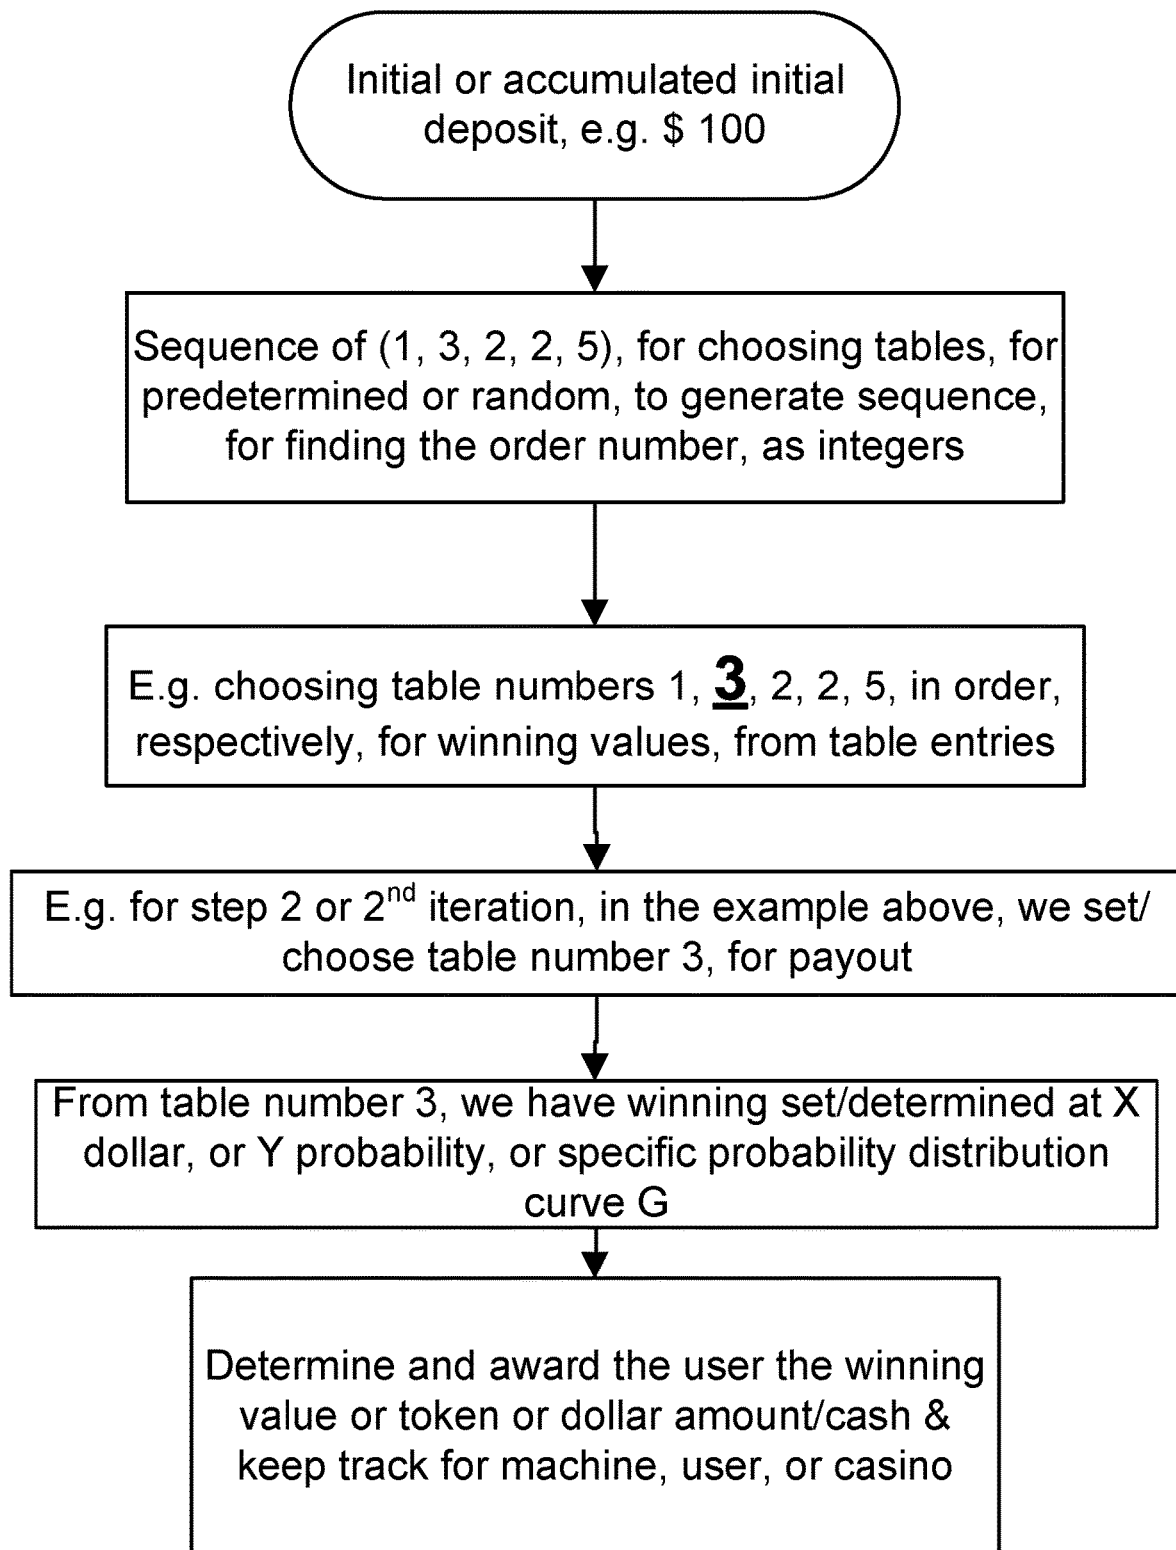 Initial or accumulated initial
deposit, e.g. $ 100
Sequence of (1, 3, 2, 2, 5), for choosing tables, for
predetermined or random, to generate sequence,
for finding the order number, as integers
E.g. choosing table numbers 1, 3, 2, 2, 5, in order,
respectively, for winning values, from table entries
E.g. for step 2 or 2nd iteration, in the example above, we set/
choose table number 3, for payout
From table number 3, we have winning set/determined at X
dollar, or Y probability, or specific probability distribution
curve G
Determine and award the user the winning
value or token or dollar amount/cash &
keep track for machine, user, or casino